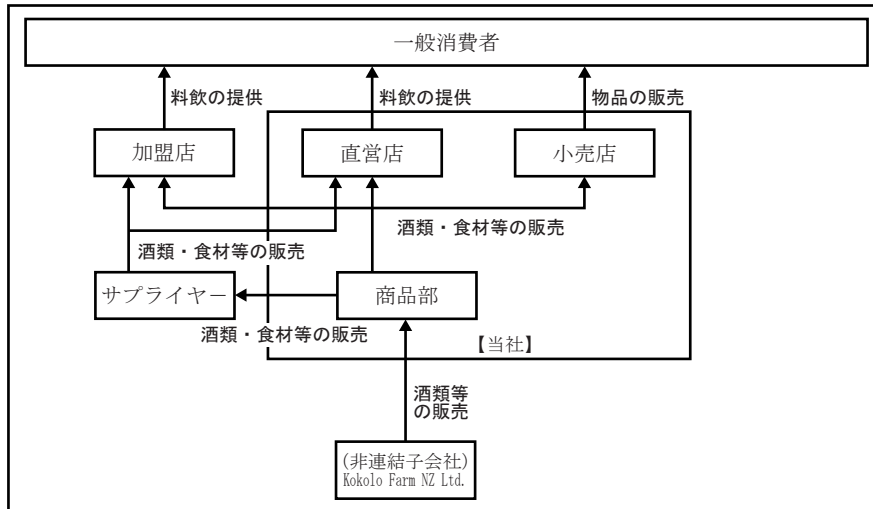 一般消費者
料飲の提供
料飲の提供
物品の販売
加盟店
直営店
小売店
酒類・食材等の販売
酒類・食材等の販売
サプライヤー
商品部
酒類・食材等の販売
【当社】
酒類等
の販売
(非連結子会社)
Kokolo Farm NZ Ltd.